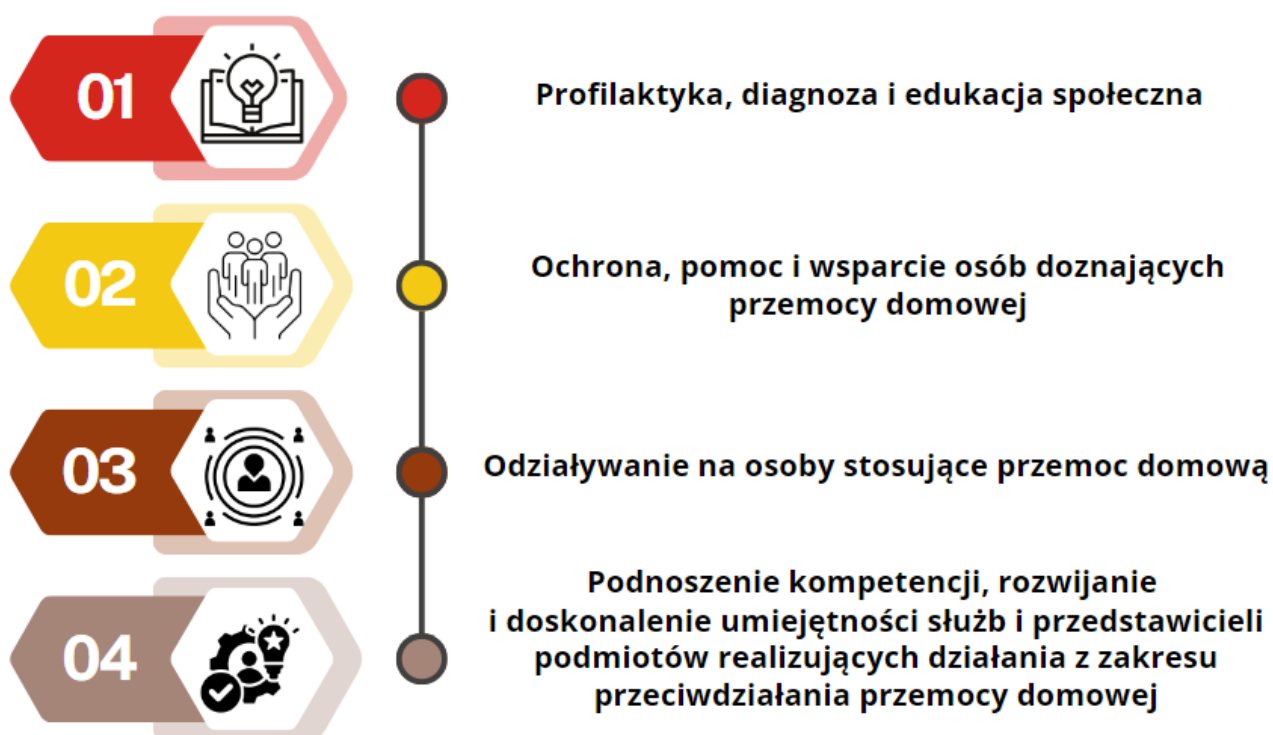 01
Profilaktyka, diagnoza i edukacja społeczna
02
Ochrona, pomoc i wsparcie osób doznających
przemocy domowej
03
Odziaływanie na osoby stosujące przemoc domową
04
Podnoszenie kompetencji, rozwijanie
i doskonalenie umiejętności służb i przedstawicieli
podmiotów realizujących działania z zakresu
przeciwdziałania przemocy domowej